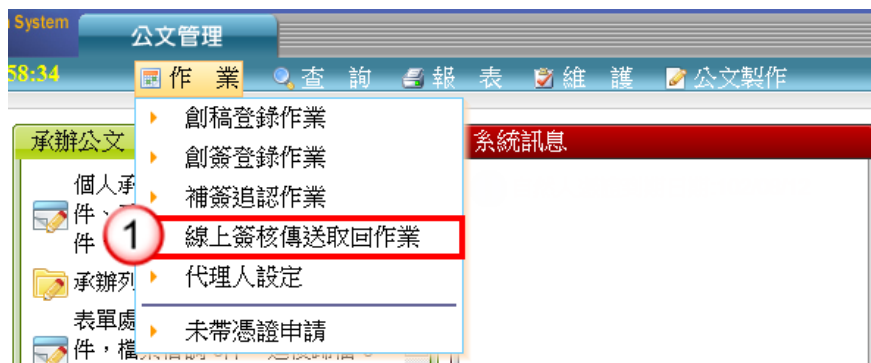 System
公文管理
58:34
作 業
查 詢
報 表
維 護
公文製作
創稿登錄作業
創簽登錄作業
補簽追認作業
1
線上簽核傳送取回作業
代理人設定
未帶憑證申請
承辦公文
個人承
件、
件
承辦列
表單處
件，檔
系統訊息